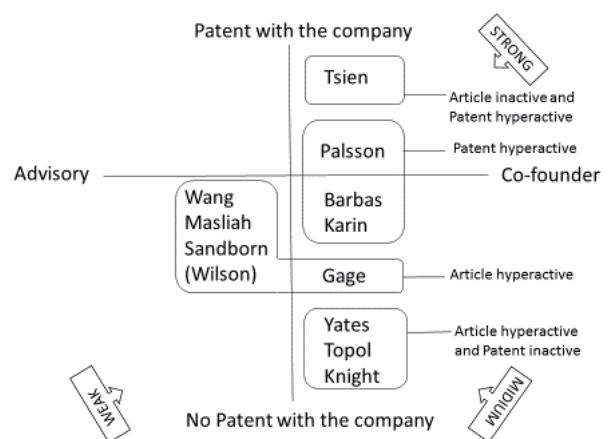 Patent with the company
STRONG
Tsien
Article inactive and
Patent hyperactive
Palsson
Patent hyperactive
Advisory
Co-founder
Wang
Masliah
Sandborn
(Wilson)
Barbas
Karin
Gage
Article hyperactive
Yates
Topol
Knight
Article hyperactive
and Patent inactive
WEAK
MIDIUM
No Patent with the company